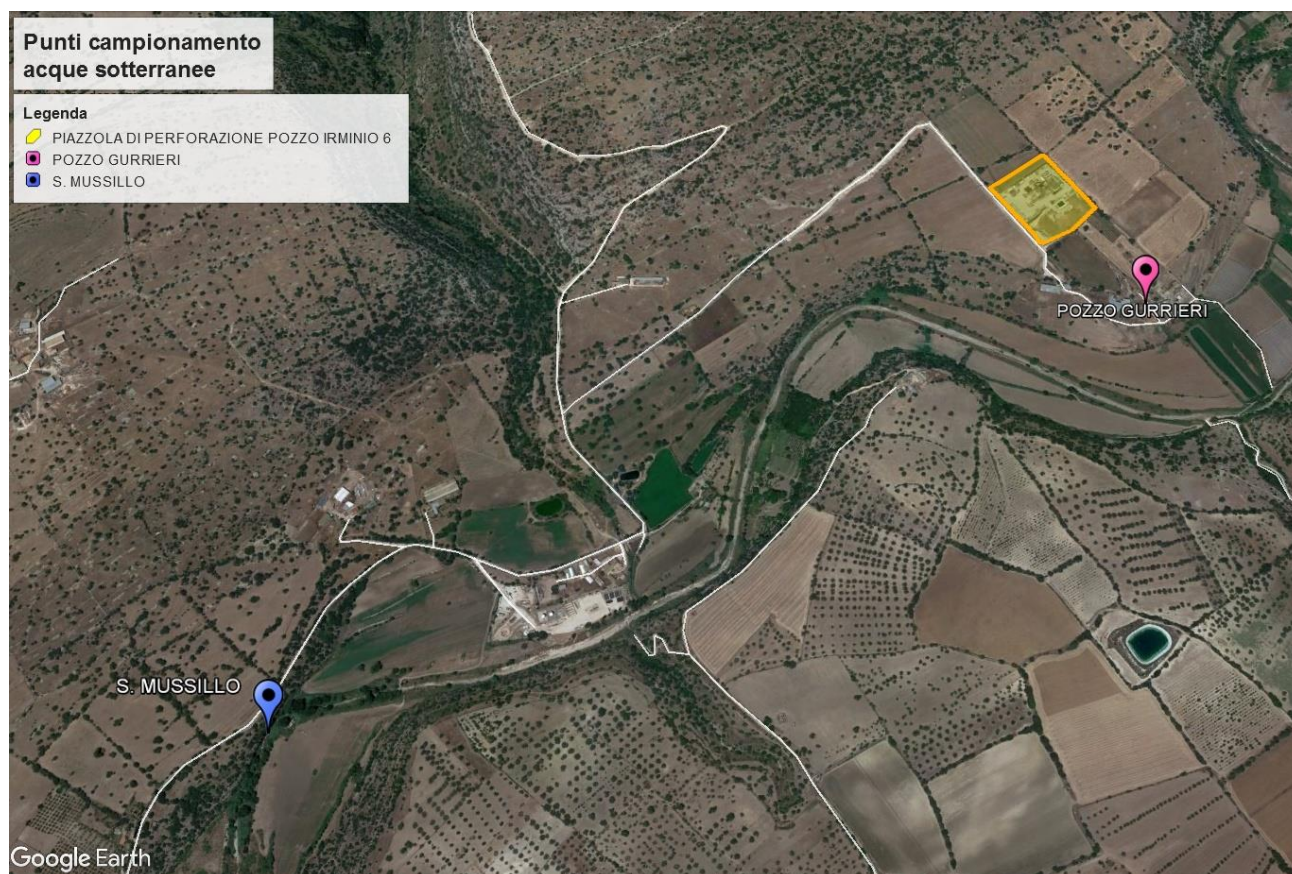 Punti campionamento
acque sotterranee
Legenda
PIAZZOLA DI PERFORAZIONE POZZO IRMINIO 6
POZZO GURRIERI
S. MUSSILLO
POZZO GURRIERI
S. MUSSILLO
Google Earth